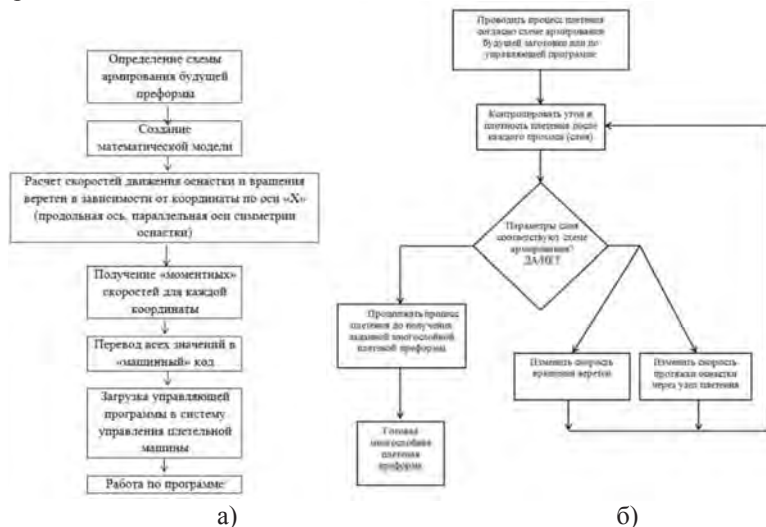 Определение схемы
армирования будущей
преформы
Создание
математической модели
Расчет скоростей движения оснастки и вращения
веретен в зависимости от координаты по оси «X»
(продольная ось, параллельная оси симметрии
оснастки)
Получение «моментных»
скоростей для каждой
координаты
Перевод всех значений в
«машинный» код
Загрузка управляющей
программы в систему
управления плетельной
машины
Работа по программе
а)
Проводить процесс плетения
согласно схеме армирования
будущей заготовки или по
управляющей программе
Контролировать угол и
плотность плетения после
каждого прохода (слоя)
Параметры слоя
соответствуют схеме
армирования?
ДА/НЕТ
Продолжать процесс
плетения до получения
заданной многослойной
плетеной преформы
Готовая
многослойная
плетеная
преформа
Изменить скорость
вращения веретен
Изменить скорость
протяжки оснастки
через узел плетения
б)